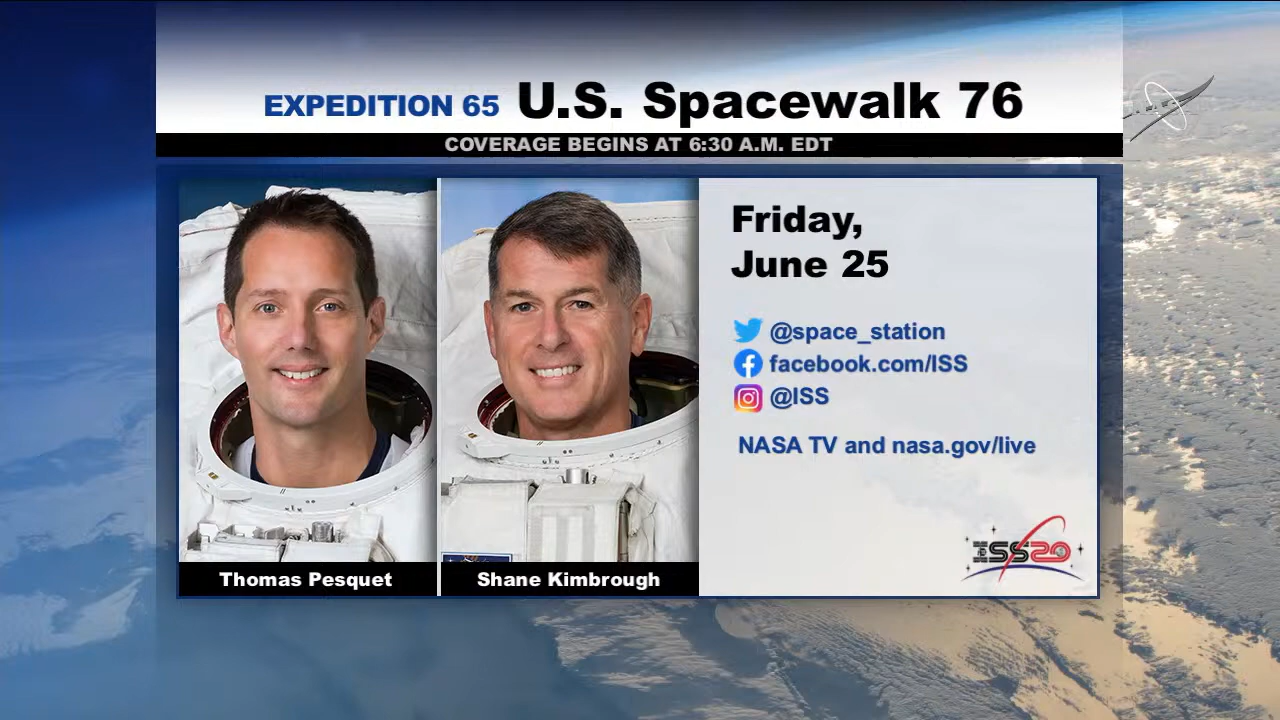 EXPEDITION 65 U.S. Spacewalk 76
COVERAGE BEGINS AT 6:30 A.M. EDT
Friday,
June 25
@space_station
facebook.com/ISS
@ISS
NASA TV and nasa.gov/live
ISS20
Thomas Pesquet
Shane Kimbrough